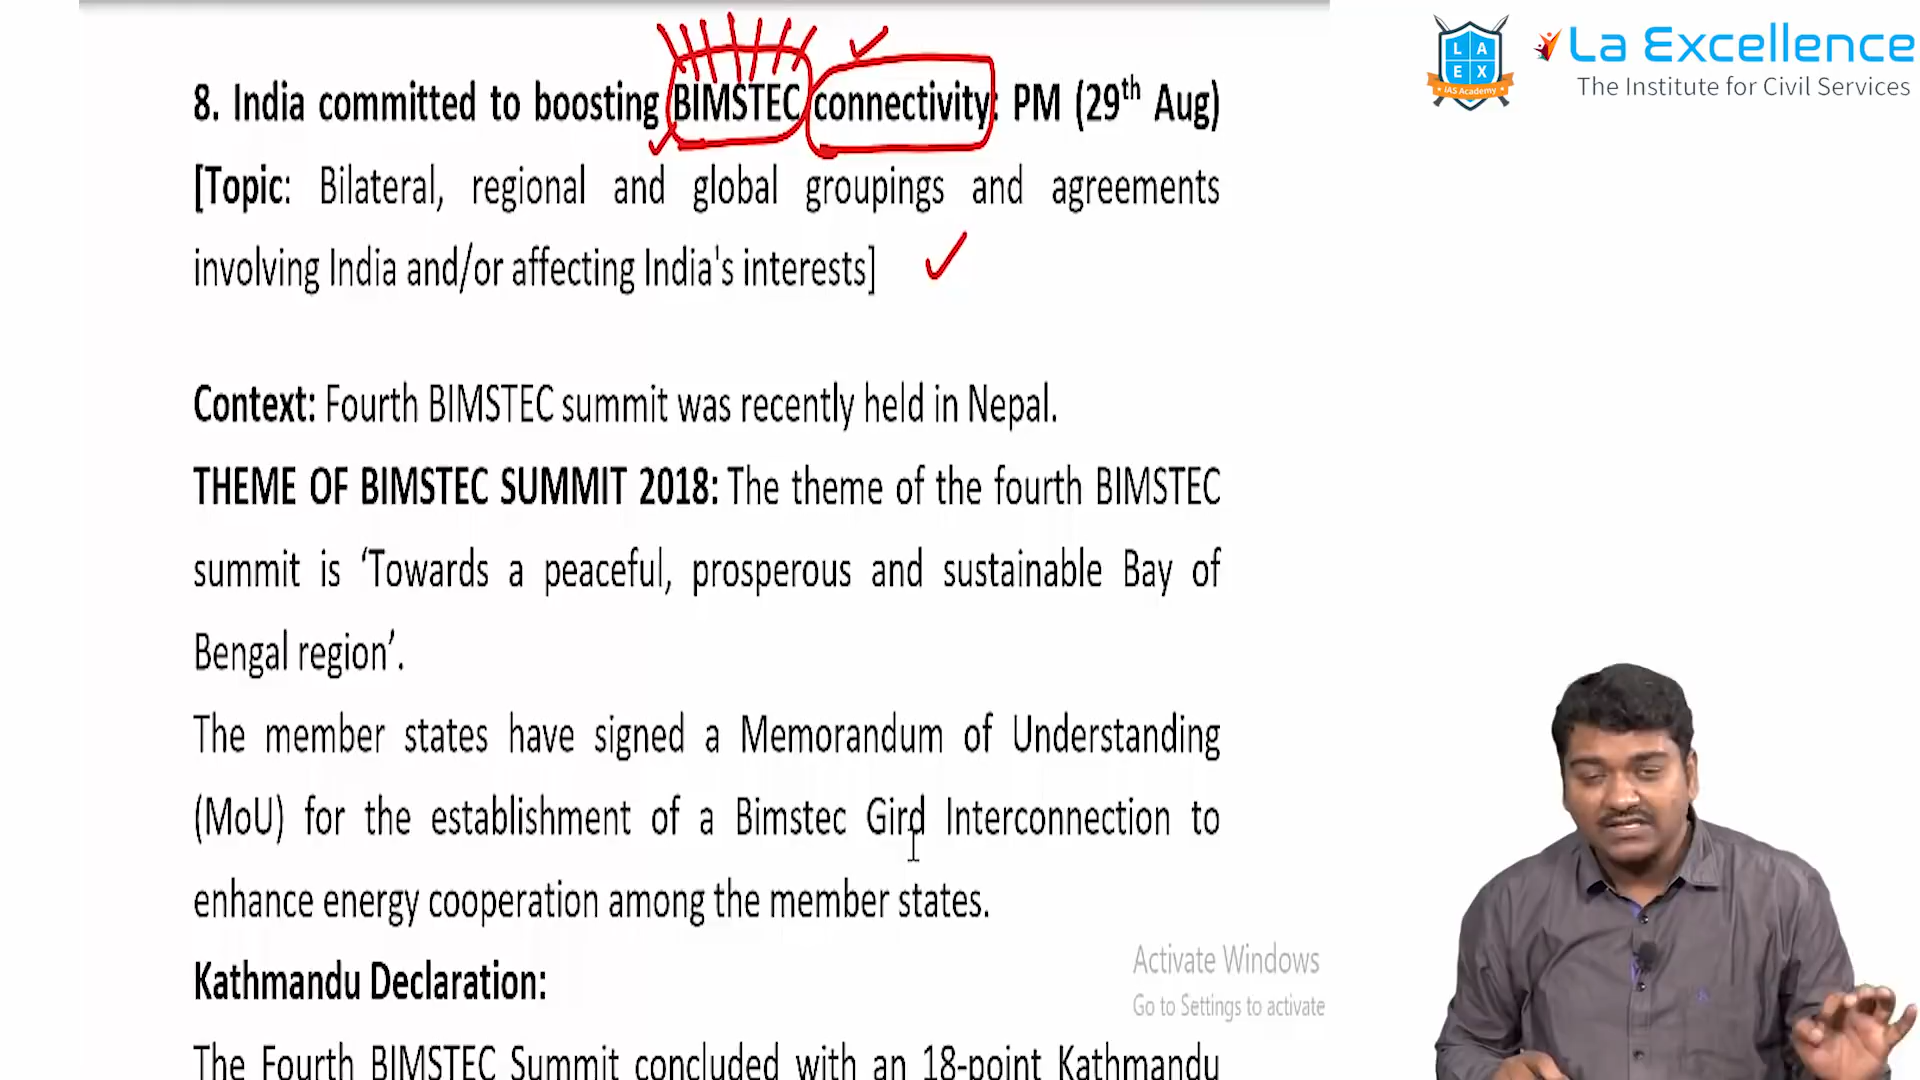 8. India committed to boosting BIMSTEC connectivity: PM (29th Aug)
[Topic: Bilateral, regional and global groupings and agreements
involving India and/or affecting India's interests]
Context: Fourth BIMSTEC summit was recently held in Nepal.
THEME OF BIMSTEC SUMMIT 2018: The theme of the fourth BIMSTEC
summit is ‘Towards a peaceful, prosperous and sustainable Bay of
Bengal region’.
The member states have signed a Memorandum of Understanding
(MoU) for the establishment of a Bimstec Gird Interconnection to
enhance energy cooperation among the member states.
Kathmandu Declaration:
The Fourth BIMSTEC Summit concluded with an 18-point Kathmandu
Activate Windows
Go to Settings to activate
L A
E X
IAS Academy
La Excellence
The Institute for Civil Services